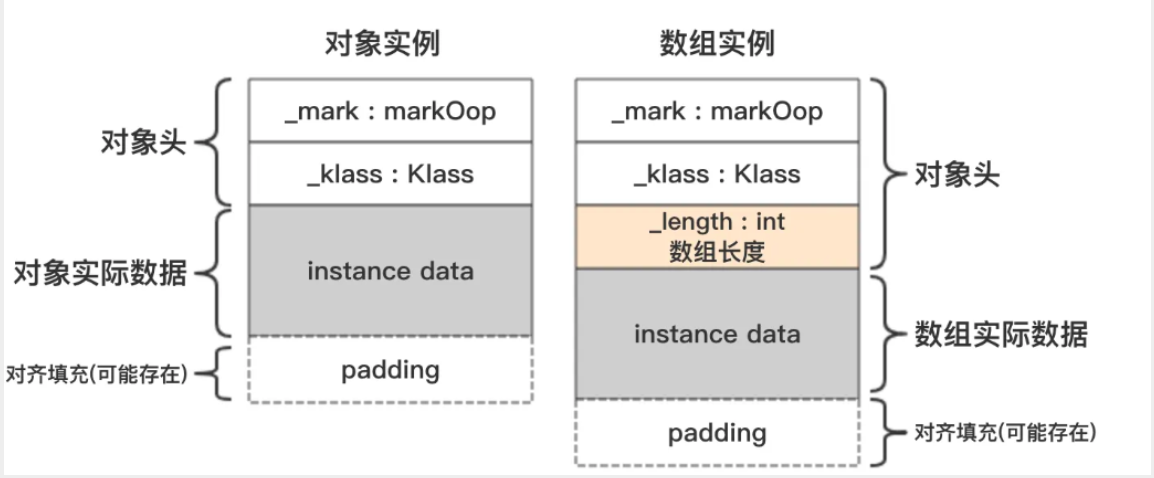 对象实例
数组实例
对象头
_mark : markOop
_klass : Klass
对象实际数据
instance data
对齐填充(可能存在)
padding
_mark : markOop
_klass : Klass
_length : int
数组长度
对象头
instance data
数组实际数据
padding
对齐填充(可能存在)